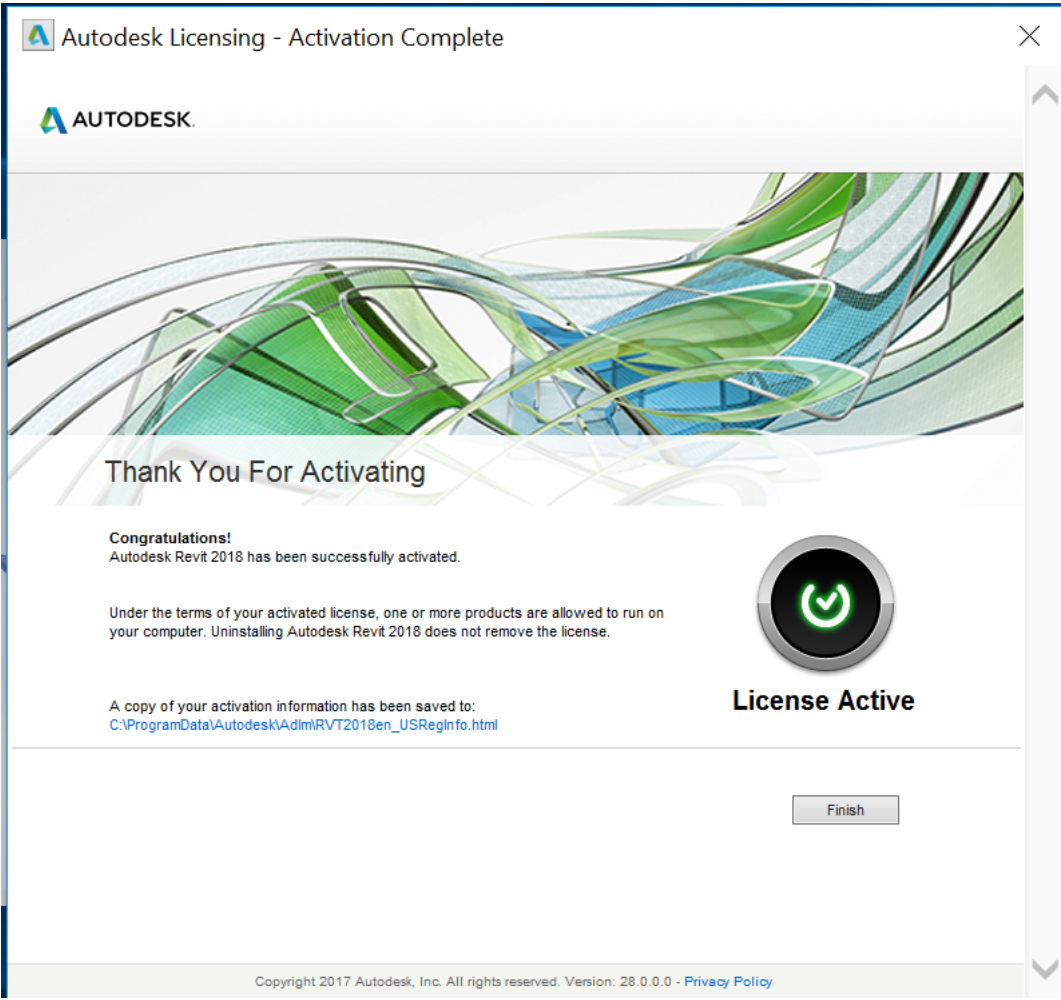 Autodesk Licensing - Activation Complete
AUTODESK.
Thank You For Activating
Congratulations!
Autodesk Revit 2018 has been successfully activated.
Under the terms of your activated license, one or more products are allowed to run on
your computer. Uninstalling Autodesk Revit 2018 does not remove the license.
A copy of your activation information has been saved to:
C:\ProgramData\Autodesk\Adlm\RVT2018en_USRegInfo.html
License Active
Finish
Copyright 2017 Autodesk, Inc. All rights reserved. Version: 28.0.0.0 - Privacy Policy